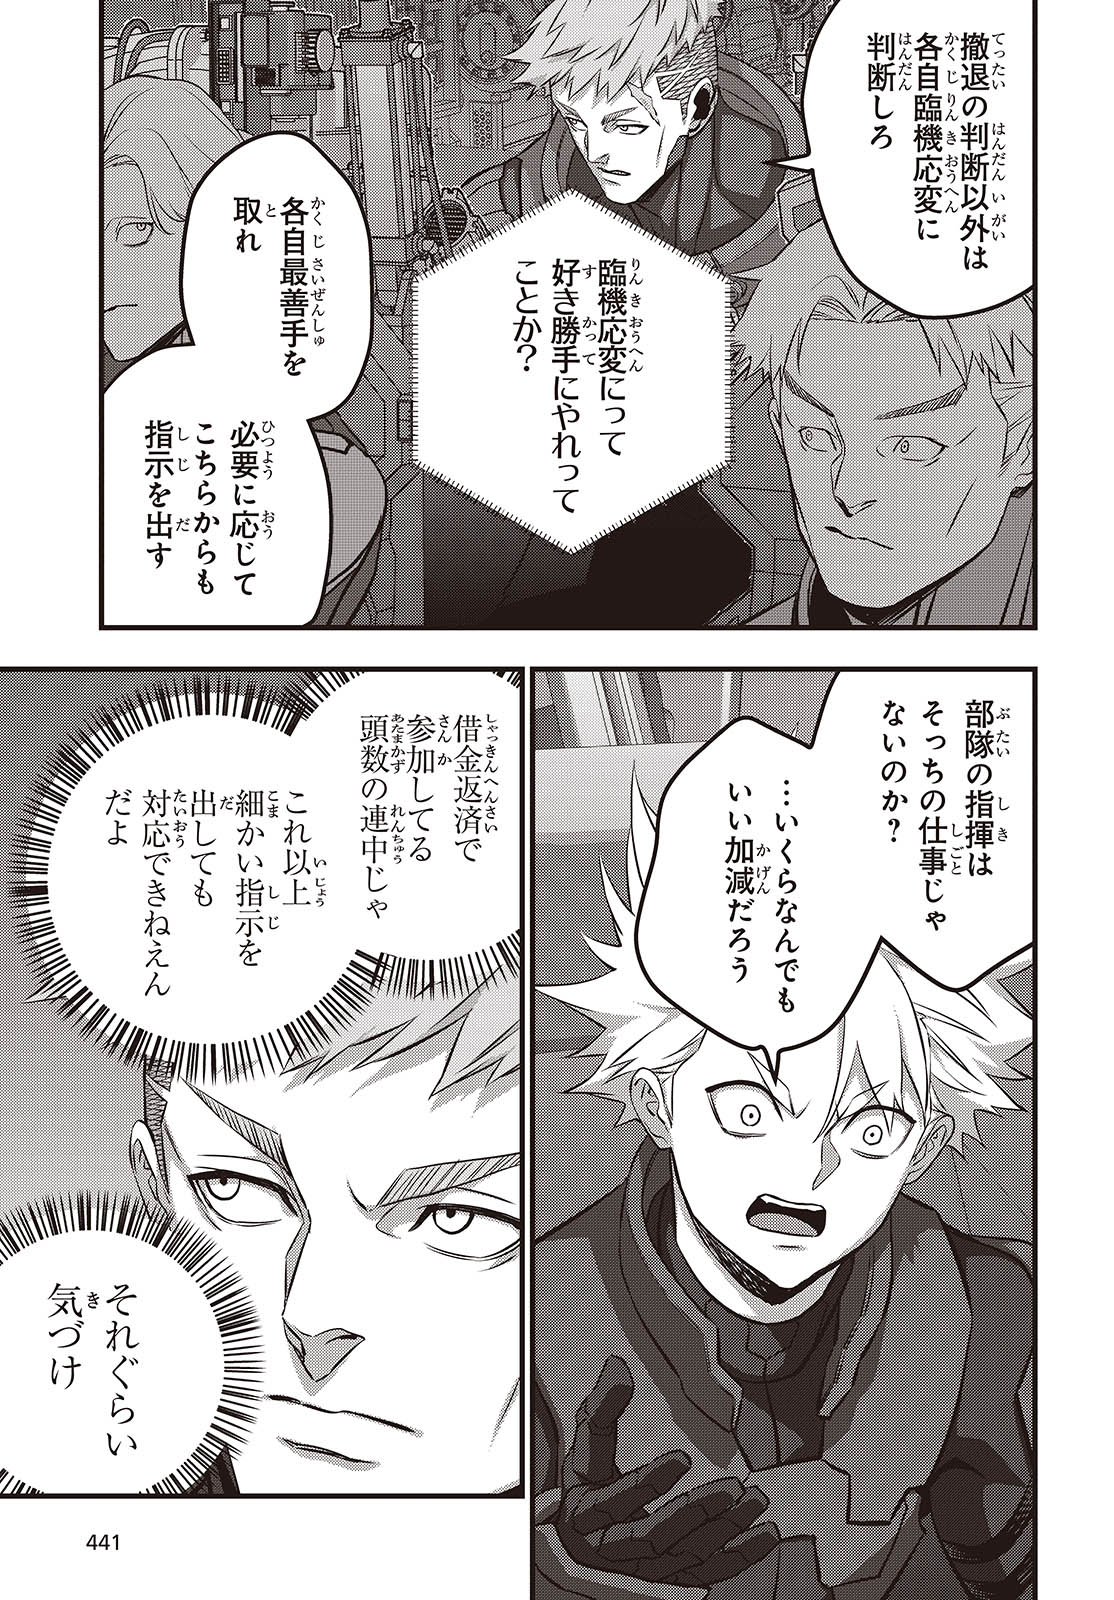 撤退の判断以外は
各自臨機応変に
判断しろ
臨機応変にって
好き勝手にやれって
ことか？
各自最善手を
取れ
必要に応じて
こちらからも
指示を出す
部隊の指揮は
そっちの仕事じゃ
ないのか？
…いくらなんでも
いい加減だろう
借金返済で
参加してる
頭数の連中じゃ
これ以上
細かい指示を
出しても
対応できねえん
だよ
それぐらい
気づけ
441